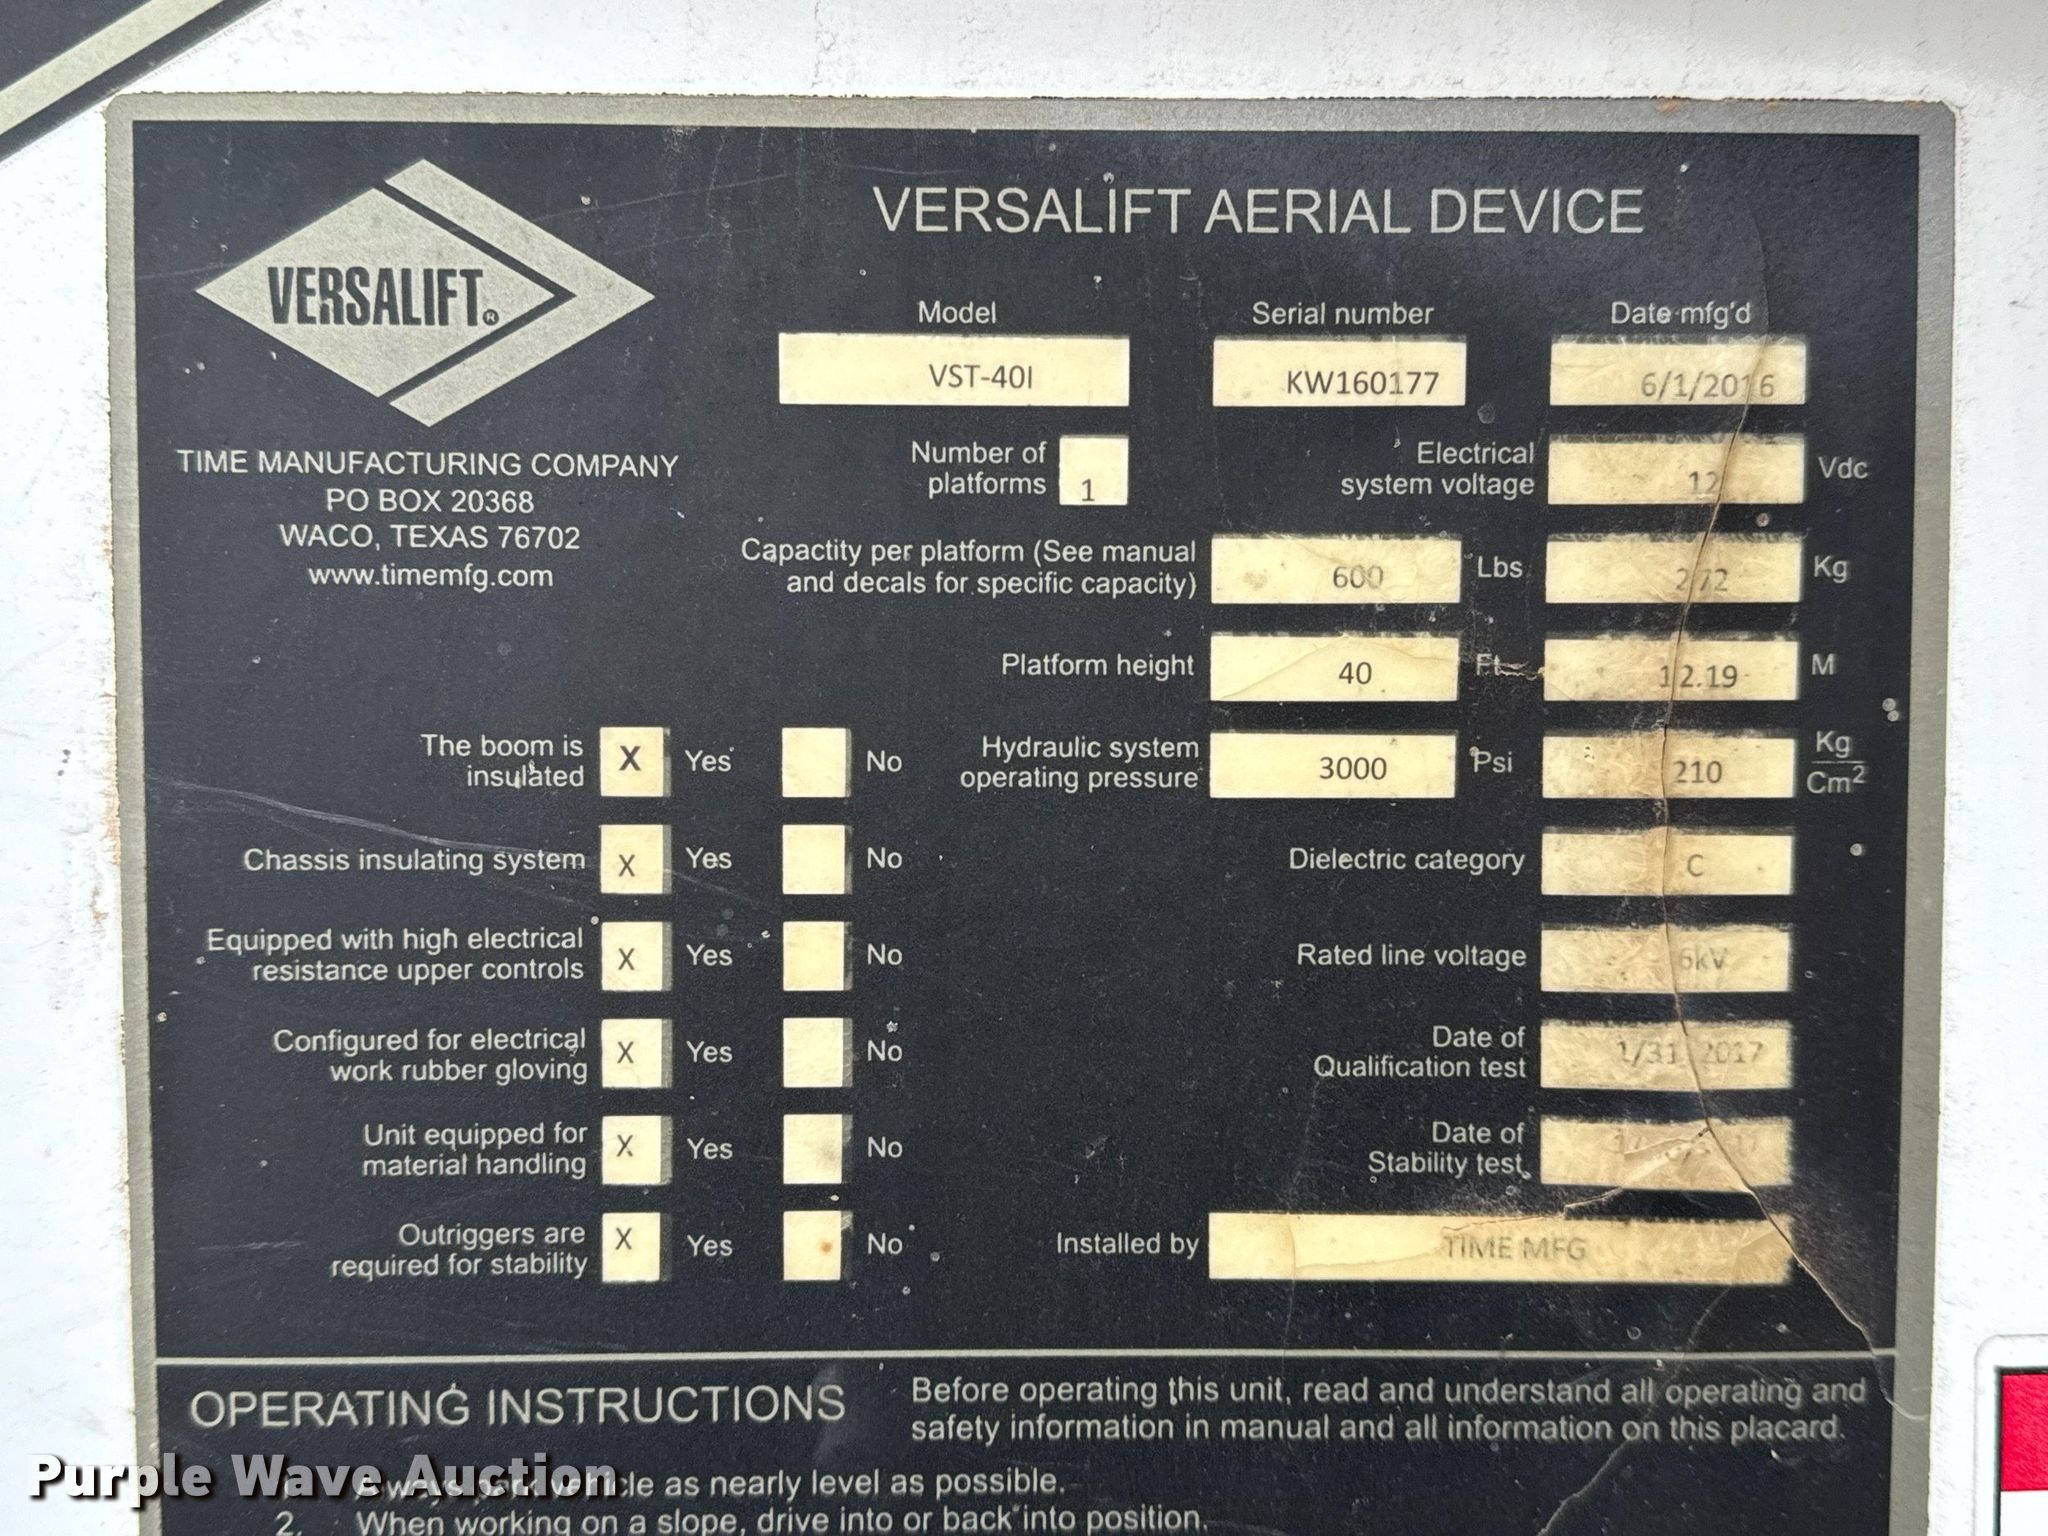 VERSALIFT®
TIME MANUFACTURING COMPANY
PO BOX 20368
WACO, TEXAS 76702
www.timemfg.com
VERSALIFT AERIAL DEVICE
Model Serial number Date mfg'd
VST-40I KW160177 6/1/2016
Number of
platforms 1
Electrical
system voltage 12 Vdc
Capactity per platform (See manual
and decals for specific capacity) 600 Lbs 272 Kg
Platform height 40 Ft 12.19 M
The boom is
insulated X Yes No
Hydraulic system
operating pressure 3000 Psi 210 Kg
Cm²
Chassis insulating system X Yes No
Dielectric category C
Equipped with high electrical
resistance upper controls X Yes No
Rated line voltage
Configured for electrical
work rubber gloving X Yes No
Date of
Qualification test 1/31/2017
Unit equipped for
material handling X Yes No
Date of
Stability test
Outriggers are
required for stability X Yes No
Installed by TIME MFG
OPERATING INSTRUCTIONS
Before operating this unit, read and understand all operating and
safety information in manual and all information on this placard.
Always park vehicle as nearly level as possible.
2. When working on a slope, drive into or back into position.
Purple Wave Auction